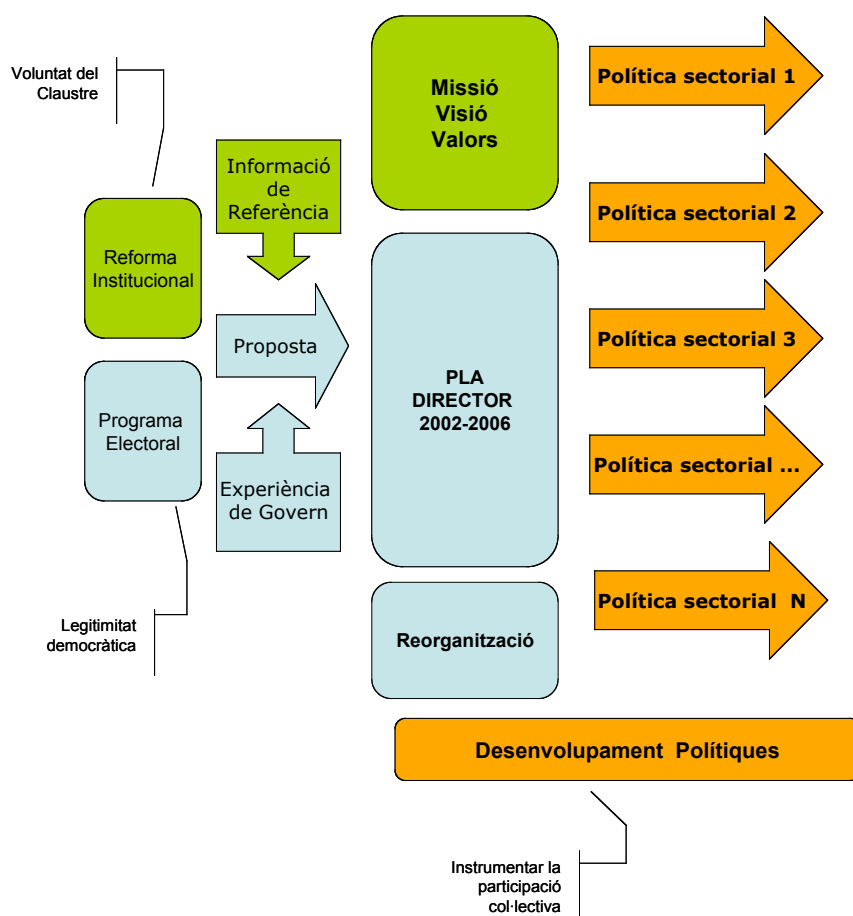 Voluntat del
Claustre
Reforma
Institucional
Programa
Electoral
Legitimitat
democràtica
Informació
de
Referència
Proposta
Experiència
de Govern
Missió
Visió
Valors
PLA
DIRECTOR
2002-2006
Reorganització
Política sectorial 1
Política sectorial 2
Política sectorial 3
Política sectorial ...
Política sectorial N
Desenvolupament Polítiques
Instrumentar la
participació
col·lectiva